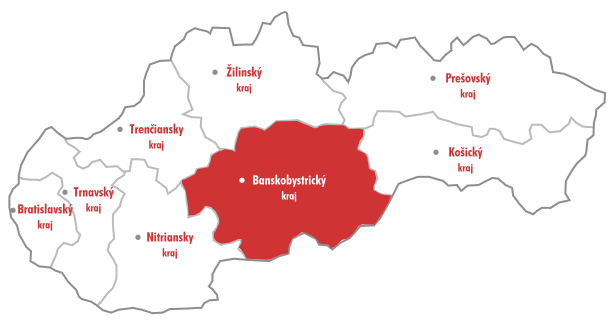 Žilinský
kraj
Prešovský
kraj
Trenčiansky
kraj
Košický
kraj
Banskobystrický
kraj
Trnavský
kraj
Bratislavský
kraj
Nitriansky
kraj